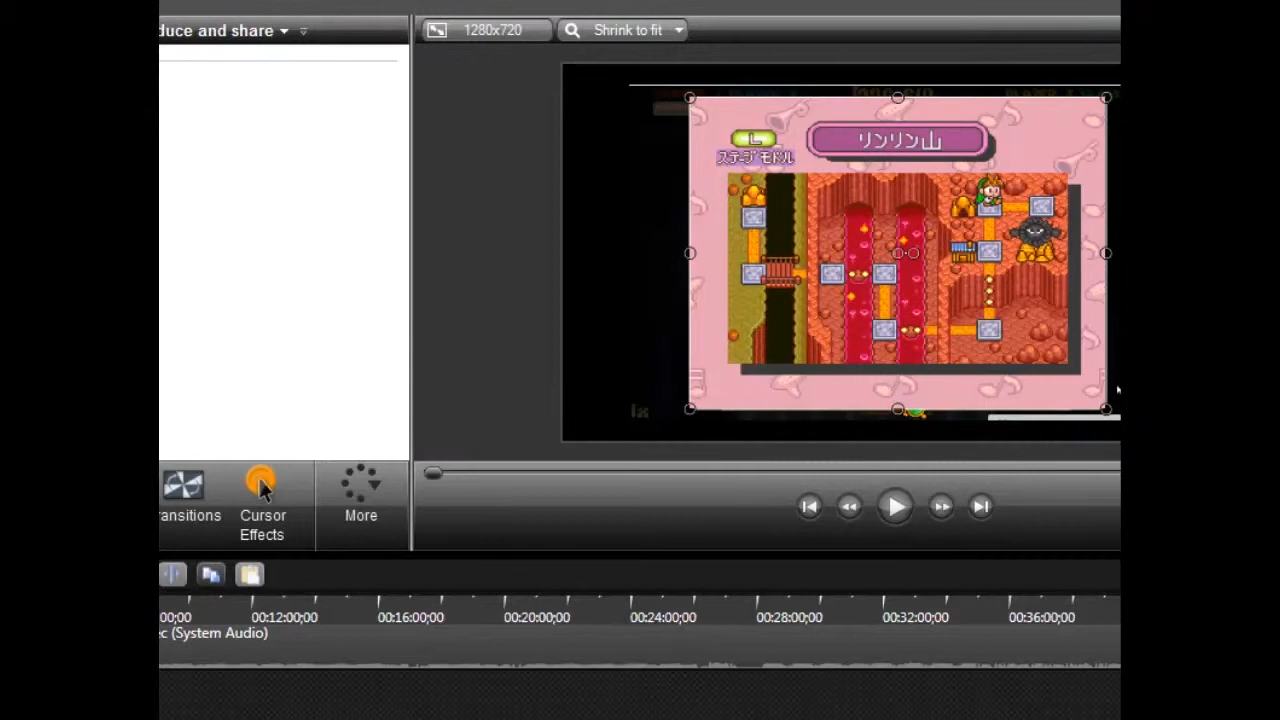 duce and share
1280x720
Shrink to fit
リンリン山
L
ステージ モドル
1x
ansitions
Cursor
Effects
More
00;00
00:12:00;00
00:16:00;00
00:20:00;00
00:24:00;00
00:28:00;00
00:32:00;00
00:36:00;00
ec (System Audio)